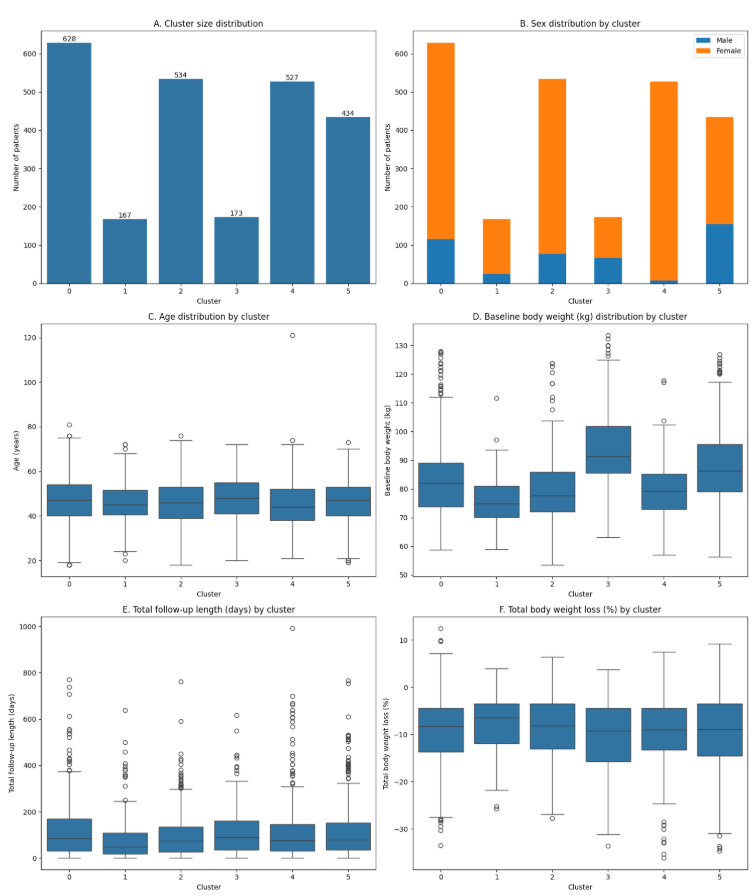 A. Cluster size distribution
628
167
534
173
527
434
600
500
400
300
200
100
0
Number of patients
0 1 2 3 4 5
Cluster
B. Sex distribution by cluster
Male
Female
600
500
400
300
200
100
0
Number of patients
0 1 2 3 4 5
Cluster
C. Age distribution by cluster
120
100
80
60
40
20
Age (years)
0 1 2 3 4 5
Cluster
D. Baseline body weight (kg) distribution by cluster
130
120
110
100
90
80
70
60
50
Baseline body weight (kg)
0 1 2 3 4 5
Cluster
E. Total follow-up length (days) by cluster
1000
800
600
400
200
0
Total follow-up length (days)
0 1 2 3 4 5
Cluster
F. Total body weight loss (%) by cluster
10
0
−10
−20
−30
Total body weight loss (%)
0 1 2 3 4 5
Cluster